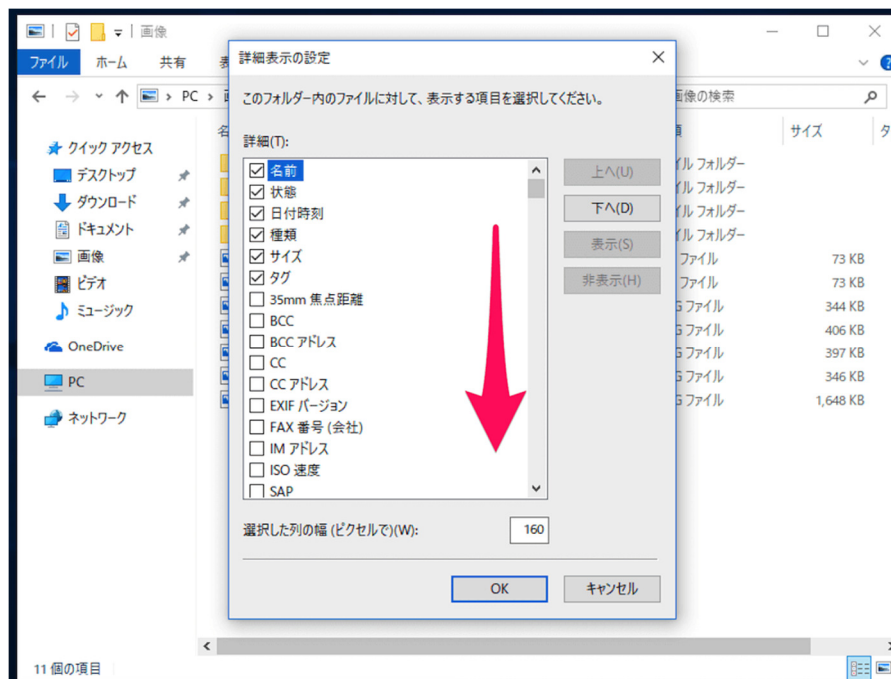 画像
ファイル
ホーム
共有
詳細表示の設定
このフォルダー内のファイルに対して、表示する項目を選択してください。
PC
画像の検索
詳細(T):
サイズ
クイック アクセス
デスクトップ
ダウンロード
ドキュメント
画像
ビデオ
ミュージック
OneDrive
PC
ネットワーク
名前
状態
日付時刻
種類
サイズ
タグ
35mm 焦点距離
BCC
BCC アドレス
CC
CC アドレス
EXIF バージョン
FAX 番号 (会社)
IM アドレス
ISO 速度
SAP
上へ(U)
下へ(D)
表示(S)
非表示(H)
イル フォルダー
イル フォルダー
イル フォルダー
イル フォルダー
ファイル 73 KB
ファイル 73 KB
G ファイル 344 KB
G ファイル 406 KB
G ファイル 397 KB
G ファイル 346 KB
G ファイル 1,648 KB
選択した列の幅 (ピクセルで)(W): 160
OK
キャンセル
11 個の項目